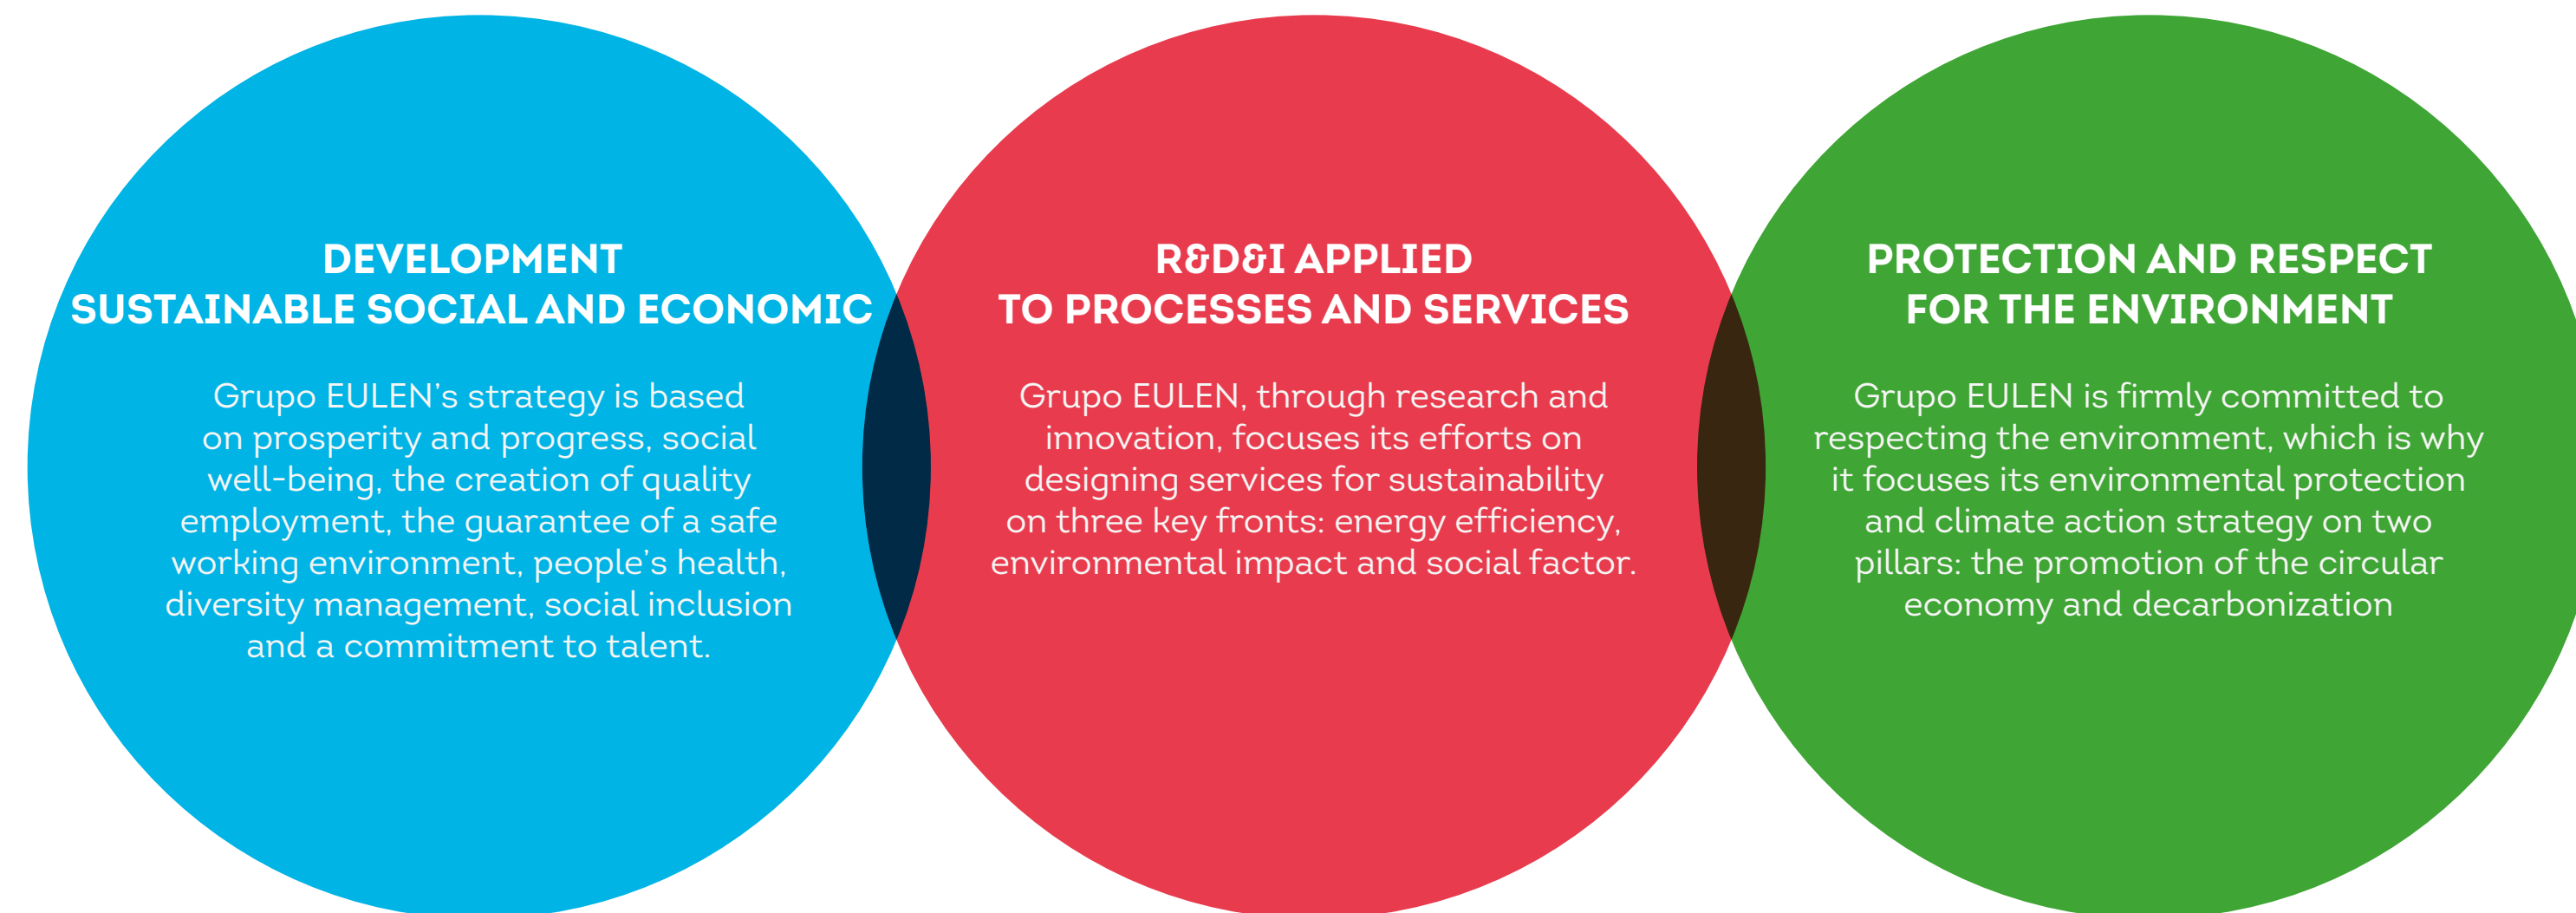 DEVELOPMENT
SUSTAINABLE SOCIAL AND ECONOMIC
Grupo EULEN’s strategy is based
on prosperity and progress, social
well-being, the creation of quality
employment, the guarantee of a safe
working environment, people’s health,
diversity management, social inclusion
and a commitment to talent.
R&D&I APPLIED
TO PROCESSES AND SERVICES
Grupo EULEN, through research and
innovation, focuses its efforts on
designing services for sustainability
on three key fronts: energy efficiency,
environmental impact and social factor.
PROTECTION AND RESPECT
FOR THE ENVIRONMENT
Grupo EULEN is firmly committed to
respecting the environment, which is why
it focuses its environmental protection
and climate action strategy on two
pillars: the promotion of the circular
economy and decarbonization